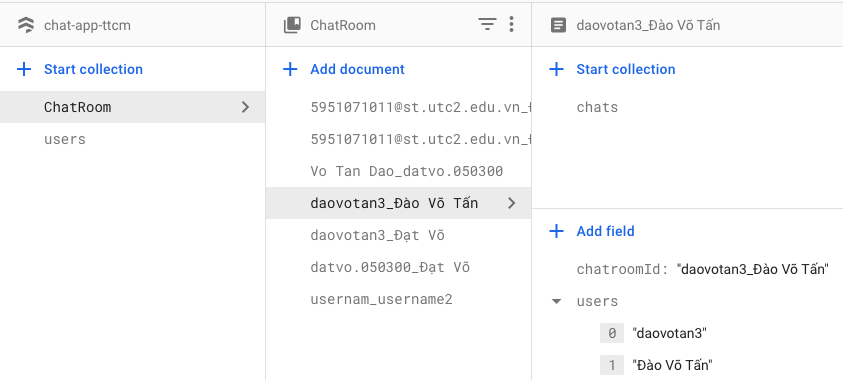 chat-app-ttcm
Start collection
ChatRoom
users
ChatRoom
Add document
5951071011@st.utc2.edu.vn_
5951071011@st.utc2.edu.vn_
Vo Tan Dao_datvo.050300
daovotan3_Đào Võ Tấn
daovotan3_Đạt Võ
datvo.050300_Đạt Võ
usernam_username2
daovotan3_Đào Võ Tấn
Start collection
chats
Add field
chatroomId: "daovotan3_Đào Võ Tấn"
users
0 "daovotan3"
1 "Đào Võ Tấn"